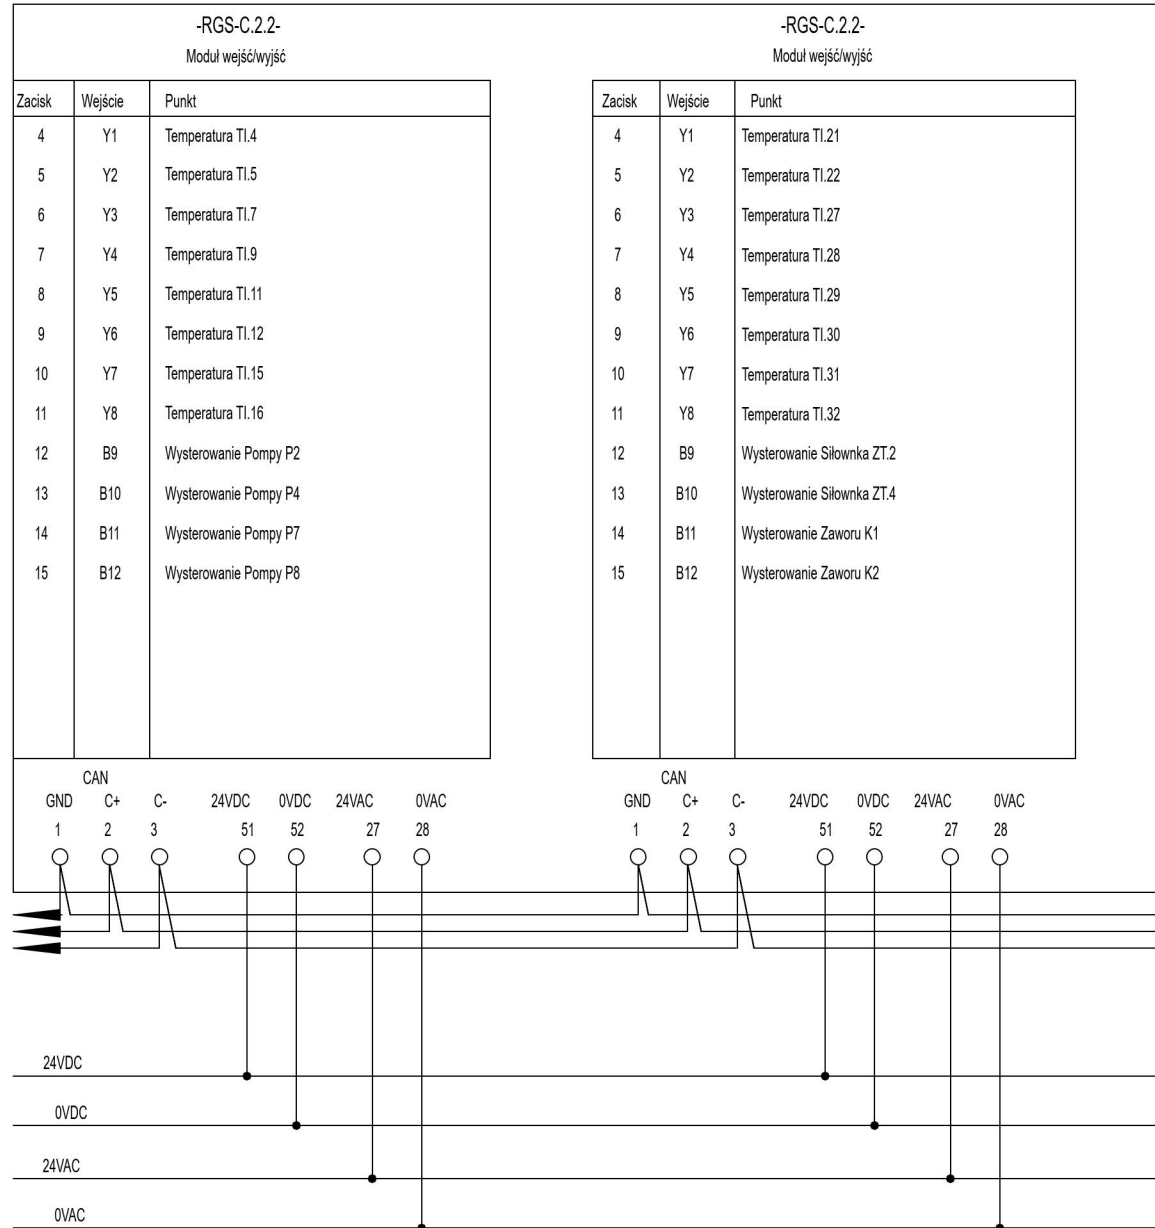 -RGS-C.2.2-
Moduł wejść/wyjść
Zacisk Wejście Punkt
4 Y1 Temperatura TI.4
5 Y2 Temperatura TI.5
6 Y3 Temperatura TI.7
7 Y4 Temperatura TI.9
8 Y5 Temperatura TI.11
9 Y6 Temperatura TI.12
10 Y7 Temperatura TI.15
11 Y8 Temperatura TI.16
12 B9 Wysterowanie Pompy P2
13 B10 Wysterowanie Pompy P4
14 B11 Wysterowanie Pompy P7
15 B12 Wysterowanie Pompy P8
CAN
GND C+ C- 24VDC 0VDC 24VAC 0VAC
1 2 3 51 52 27 28
-RGS-C.2.2-
Moduł wejść/wyjść
Zacisk Wejście Punkt
4 Y1 Temperatura TI.21
5 Y2 Temperatura TI.22
6 Y3 Temperatura TI.27
7 Y4 Temperatura TI.28
8 Y5 Temperatura TI.29
9 Y6 Temperatura TI.30
10 Y7 Temperatura TI.31
11 Y8 Temperatura TI.32
12 B9 Wysterowanie Siłownka ZT.2
13 B10 Wysterowanie Siłownka ZT.4
14 B11 Wysterowanie Zaworu K1
15 B12 Wysterowanie Zaworu K2
CAN
GND C+ C- 24VDC 0VDC 24VAC 0VAC
1 2 3 51 52 27 28
24VDC
0VDC
24VAC
0VAC